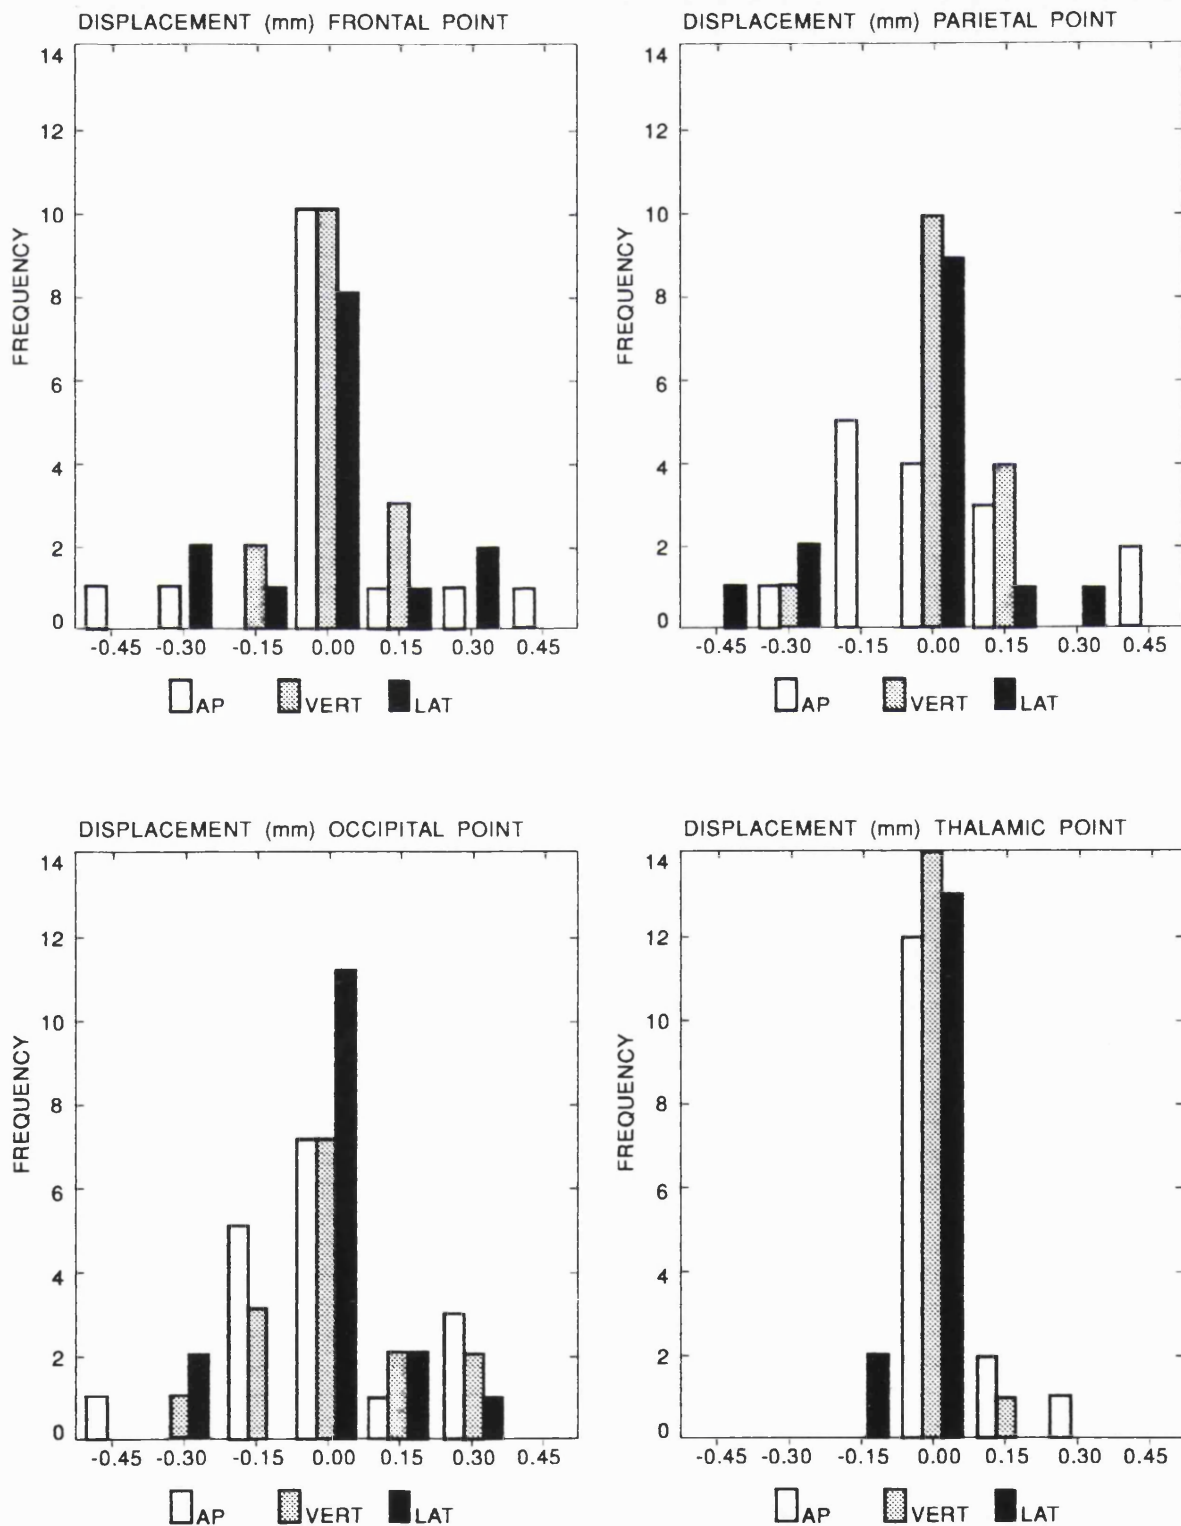 DISPLACEMENT (mm) FRONTAL POINT
14
12
10
8
6
4
2
0
FREQUENCY
-0.45 -0.30 -0.15 0.00 0.15 0.30 0.45
AP VERT LAT
DISPLACEMENT (mm) PARIETAL POINT
14
12
10
8
6
4
2
0
FREQUENCY
-0.45 -0.30 -0.15 0.00 0.15 0.30 0.45
AP VERT LAT
DISPLACEMENT (mm) OCCIPITAL POINT
14
12
10
8
6
4
2
0
FREQUENCY
-0.45 -0.30 -0.15 0.00 0.15 0.30 0.45
AP VERT LAT
DISPLACEMENT (mm) THALAMIC POINT
14
12
10
8
6
4
2
0
FREQUENCY
-0.45 -0.30 -0.15 0.00 0.15 0.30 0.45
AP VERT LAT